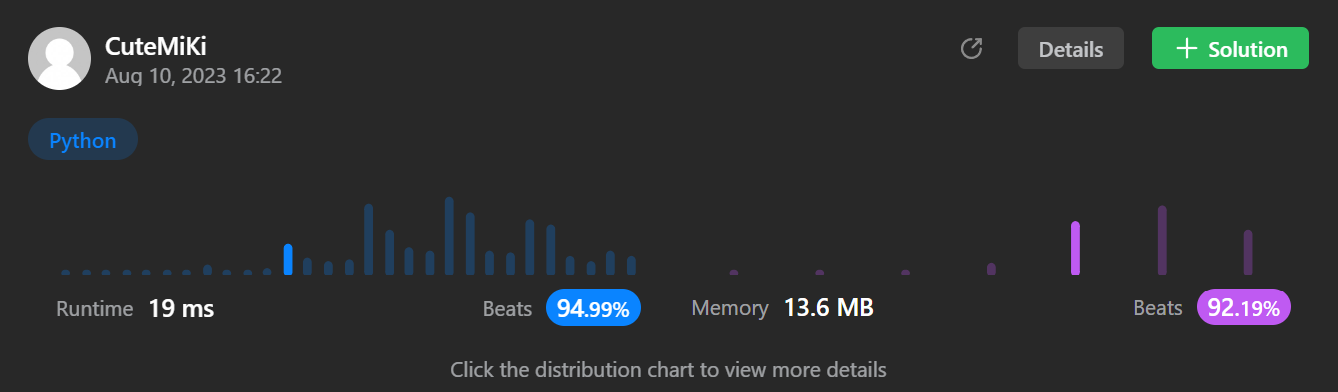 CuteMiKi
Aug 10, 2023 16:22
Details
Solution
Python
Runtime 19 ms Beats 94.99%
Memory 13.6 MB Beats 92.19%
Click the distribution chart to view more details